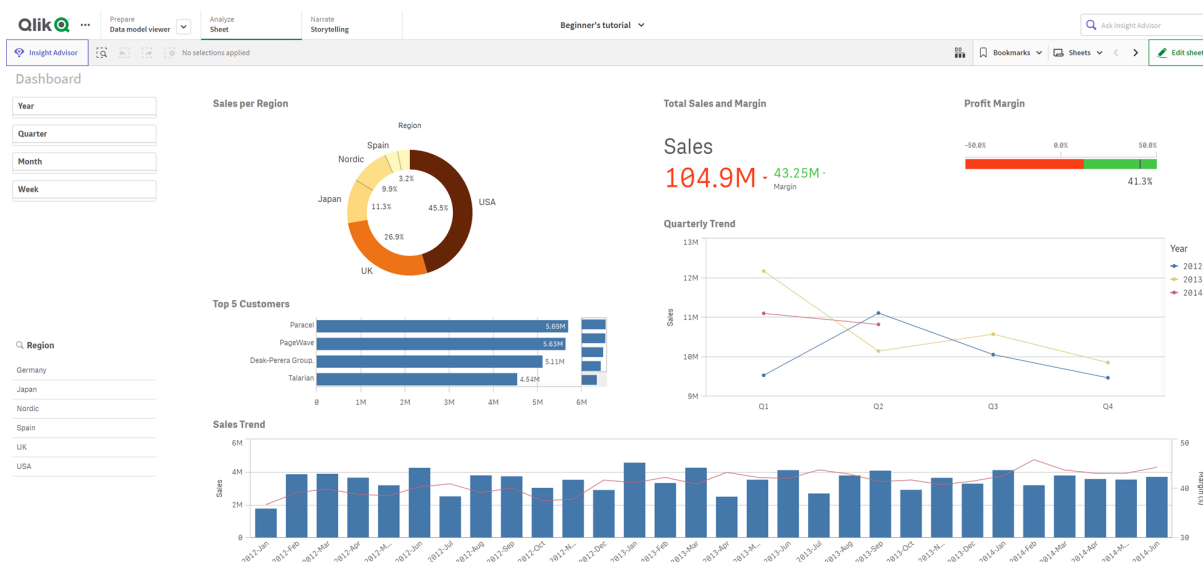 Qlik
Prepare
Data model viewer
Analyze
Sheet
Narrate
Storytelling
Beginner's tutorial
Ask Insight Advisor
Insight Advisor
No selections applied
Bookmarks
Sheets
Edit sheet
Dashboard
Year
Quarter
Month
Week
Region
Germany
Japan
Nordic
Spain
UK
USA
Sales per Region
Region
Spain
Nordic
Japan
UK
USA
3.2%
9.9%
11.3%
26.9%
45.5%
Top 5 Customers
Paracel
5.69M
PageWave
5.63M
Deak-Perera Group.
5.11M
Talarian
4.54M
0 1M 2M 3M 4M 5M 6M
Total Sales and Margin
Sales
104.9M
43.25M
Margin
Profit Margin
-50.0% 0.0% 50.0%
41.3%
Quarterly Trend
13M
12M
11M
10M
9M
Sales
Q1 Q2 Q3 Q4
Year
2012
2013
2014
Sales Trend
6M
4M
2M
0
Sales
50
40
30
Margin (%)
2012-Jan 2012-Feb 2012-Mar 2012-Apr 2012-M... 2012-Jun 2012-Jul 2012-Aug 2012-Sep 2012-Oct 2012-N... 2012-Dec 2013-Jan 2013-Feb 2013-Mar 2013-Apr 2013-M... 2013-Jun 2013-Jul 2013-Aug 2013-Sep 2013-Oct 2013-N... 2013-Dec 2014-Jan 2014-Feb 2014-Mar 2014-Apr 2014-M... 2014-Jun